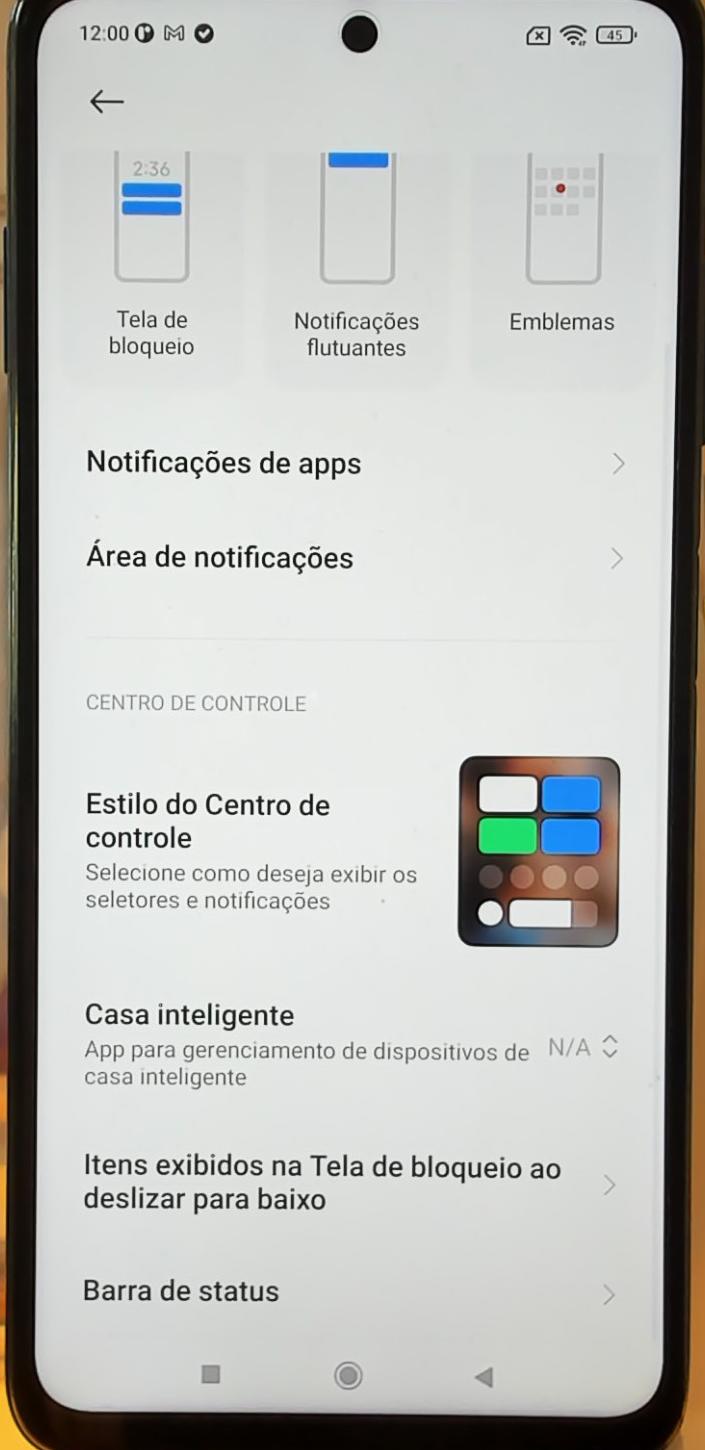 12:00
45
2:36
Tela de
bloqueio
Notificações
flutuantes
Emblemas
Notificações de apps
Área de notificações
CENTRO DE CONTROLE
Estilo do Centro de
controle
Selecione como deseja exibir os
seletores e notificações
Casa inteligente
App para gerenciamento de dispositivos de
casa inteligente
N/A
Itens exibidos na Tela de bloqueio ao
deslizar para baixo
Barra de status